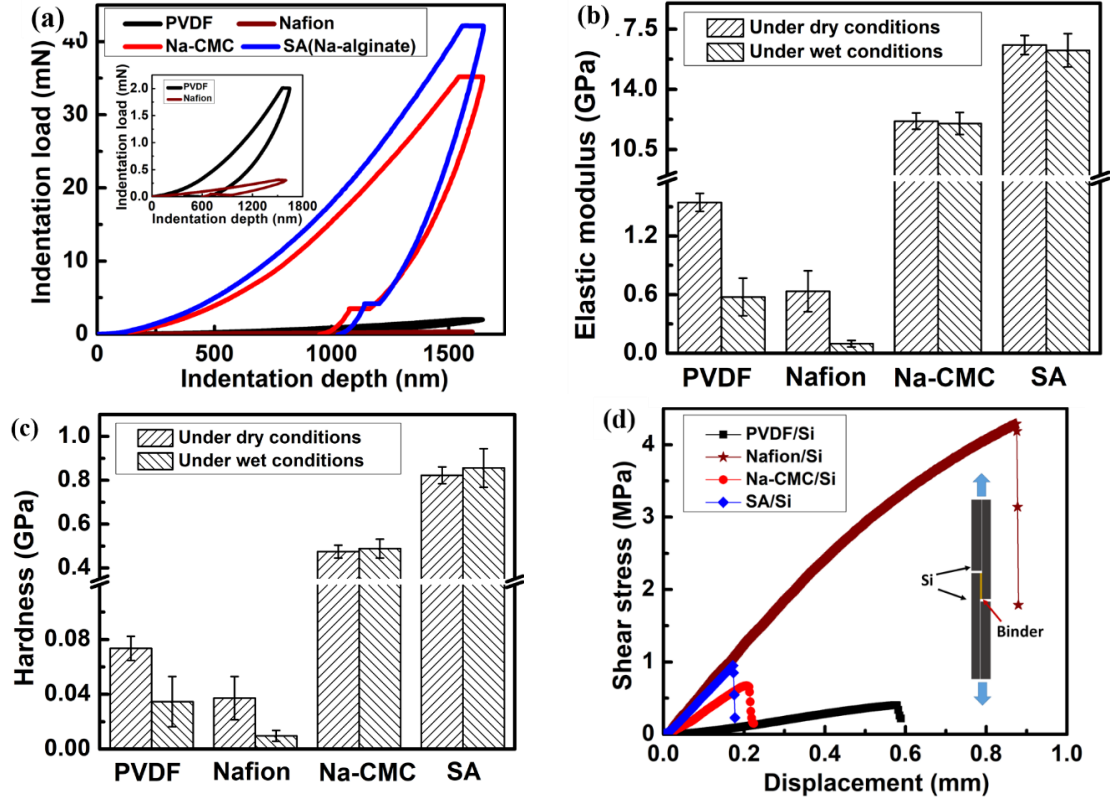 (a)
PVDF Nafion
Na-CMC SA(Na-alginate)
Indentation load (mN)
40
30
20
10
0
0 500 1000 1500
Indentation depth (nm)
PVDF
Nafion
Indentation load (mN)
2.0
1.5
1.0
0.5
0.0
0 600 1200 1800
Indentation depth (nm)
(b)
Under dry conditions
Under wet conditions
Elastic modulus (GPa)
.7.5
14.0
10.5
1.2
0.6
0.0
PVDF Nafion Na-CMC SA
(c)
Under dry conditions
Under wet conditions
Hardness (GPa)
1.0
0.8
0.6
0.4
0.08
0.04
0.00
PVDF Nafion Na-CMC SA
(d)
PVDF/Si
Nafion/Si
Na-CMC/Si
SA/Si
Shear stress (MPa)
4
3
2
1
0
0.0 0.2 0.4 0.6 0.8 1.0
Displacement (mm)
Si
Binder